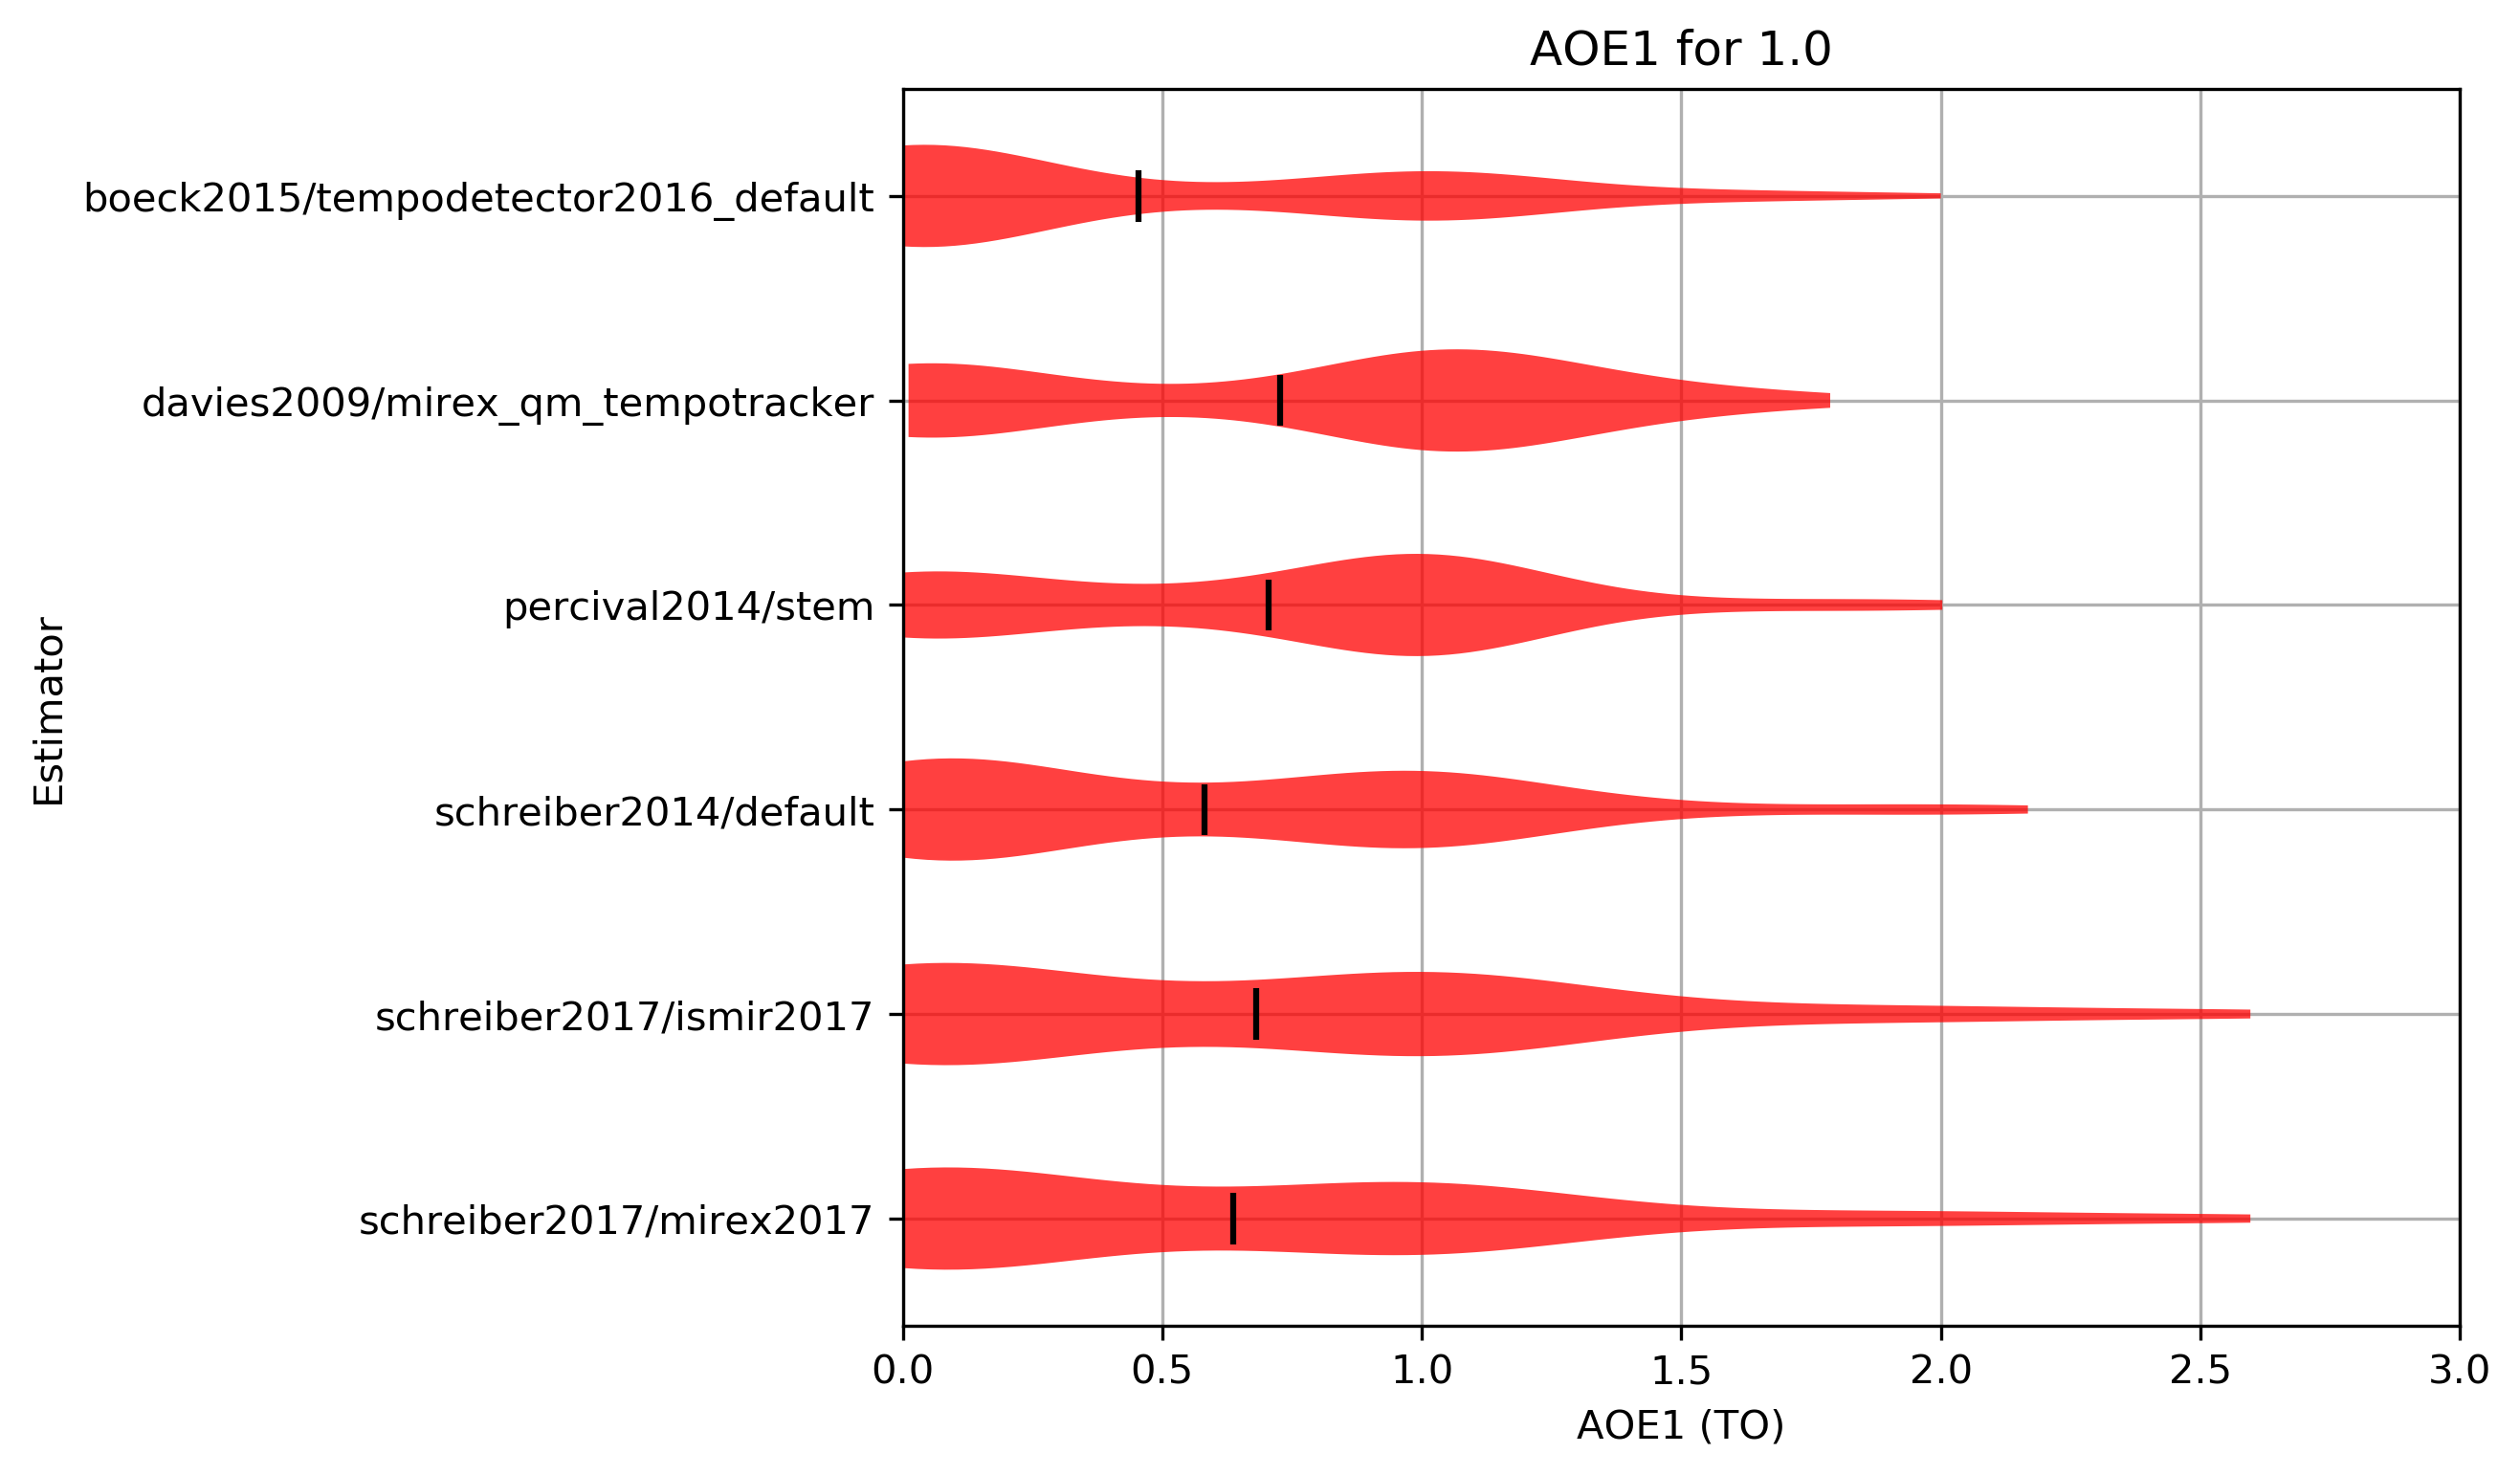 AOE1 for 1.0
boeck2015/tempodetector2016_default
davies2009/mirex_qm_tempotracker
percival2014/stem
schreiber2014/default
schreiber2017/ismir2017
schreiber2017/mirex2017
Estimator
0.0 0.5 1.0 1.5 2.0 2.5 3.0
AOE1 (TO)